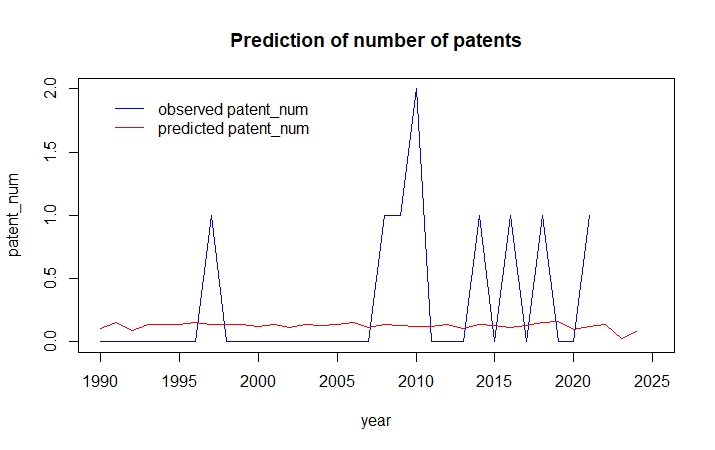 Prediction of number of patents
observed patent_num
predicted patent_num
patent_num
2.0
1.5
1.0
0.5
0.0
1990 1995 2000 2005 2010 2015 2020 2025
year